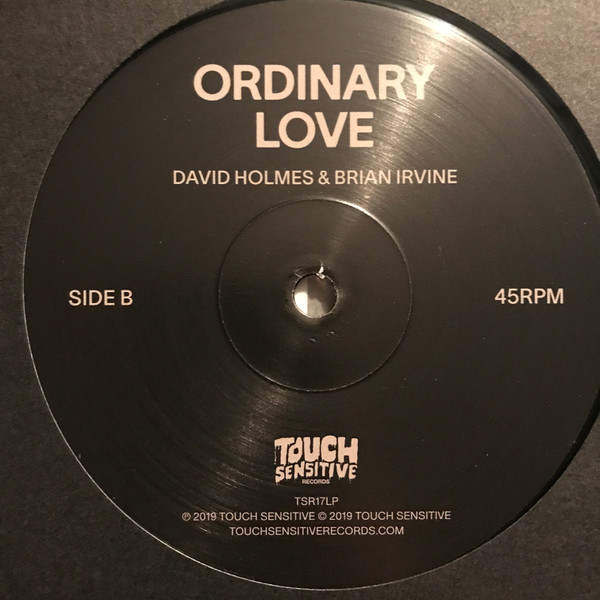 ORDINARY
LOVE
DAVID HOLMES & BRIAN IRVINE
SIDE B
45RPM
TOUCH
SENSITIVE
RECORDS
TSR17LP
℗ 2019 TOUCH SENSITIVE © 2019 TOUCH SENSITIVE
TOUCHSENSITIVERECORDS.COM